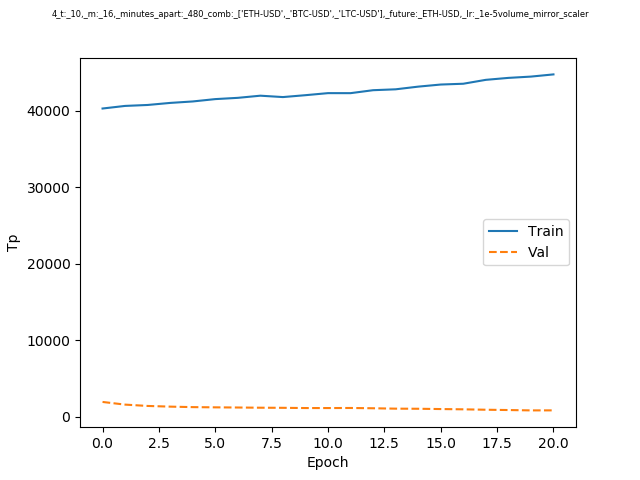 4_t:_10,_m:_16,_minutes_apart:_480_comb:_['ETH-USD',_'BTC-USD',_'LTC-USD'],_future:_ETH-USD,_lr:_1e-5volume_mirror_scaler
40000
30000
20000
10000
0
Tp
Train
Val
0.0 2.5 5.0 7.5 10.0 12.5 15.0 17.5 20.0
Epoch